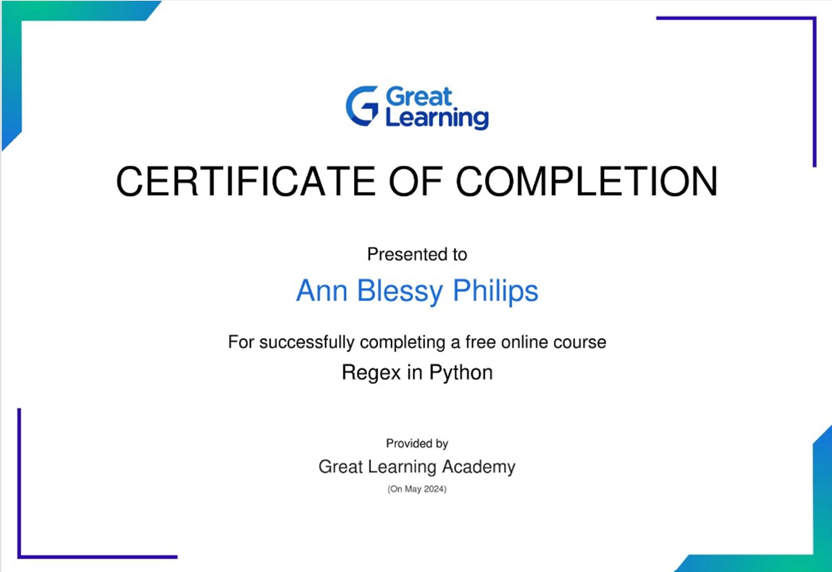 Great
Learning
CERTIFICATE OF COMPLETION
Presented to
Ann Blessy Philips
For successfully completing a free online course
Regex in Python
Provided by
Great Learning Academy
(On May 2024)